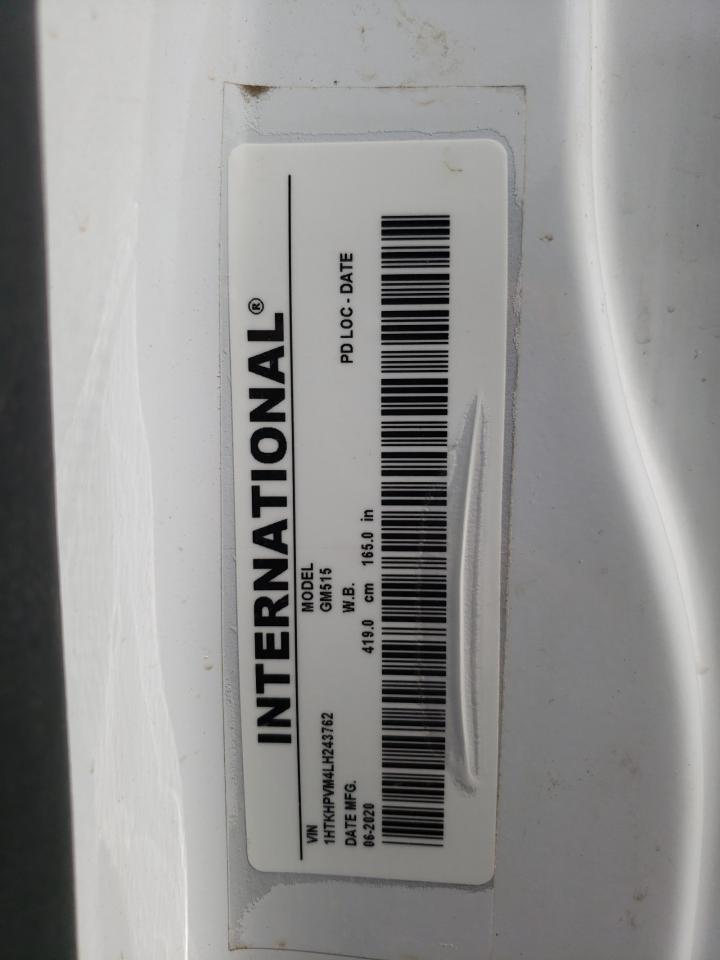 INTERNATIONAL®
VIN MODEL
1HTKHPVM4LH243762 GM515
DATE MFG. W.B. PD LOC - DATE
06-2020 419.0 cm 165.0 in